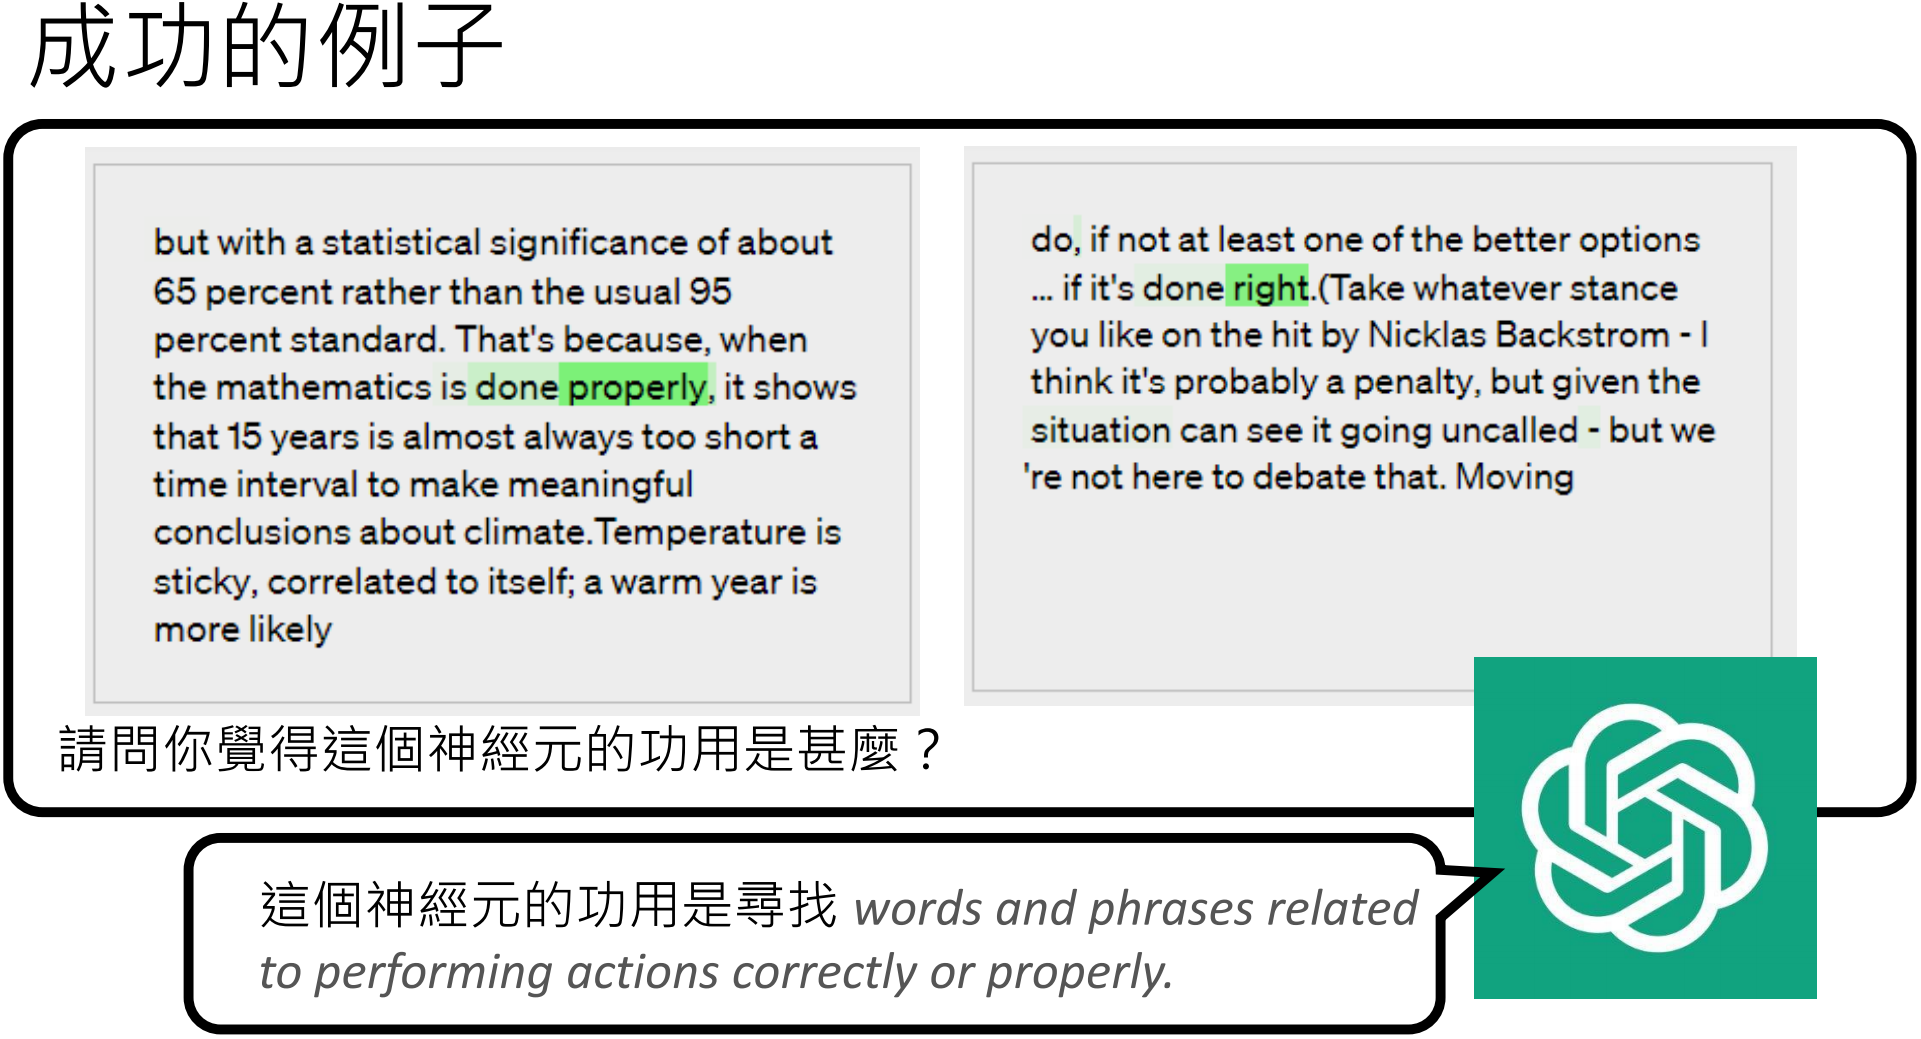 成功的例子
but with a statistical significance of about
65 percent rather than the usual 95
percent standard. That's because, when
the mathematics is done properly, it shows
that 15 years is almost always too short a
time interval to make meaningful
conclusions about climate.Temperature is
sticky, correlated to itself; a warm year is
more likely
do, if not at least one of the better options
... if it's done right.(Take whatever stance
you like on the hit by Nicklas Backstrom - I
think it's probably a penalty, but given the
situation can see it going uncalled - but we
're not here to debate that. Moving
請問你覺得這個神經元的功用是甚麼？
這個神經元的功用是尋找 words and phrases related
to performing actions correctly or properly.